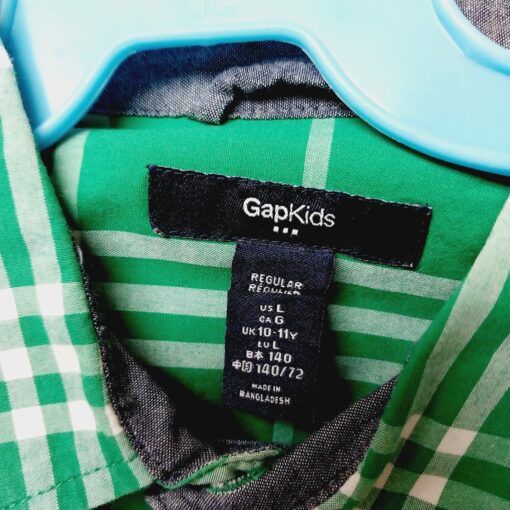 GapKids
REGULAR
RÉGULIER
US L
CA G
UK 10-11Y
EU L
日本 140
中国 140/72
MADE IN
BANGLADESH